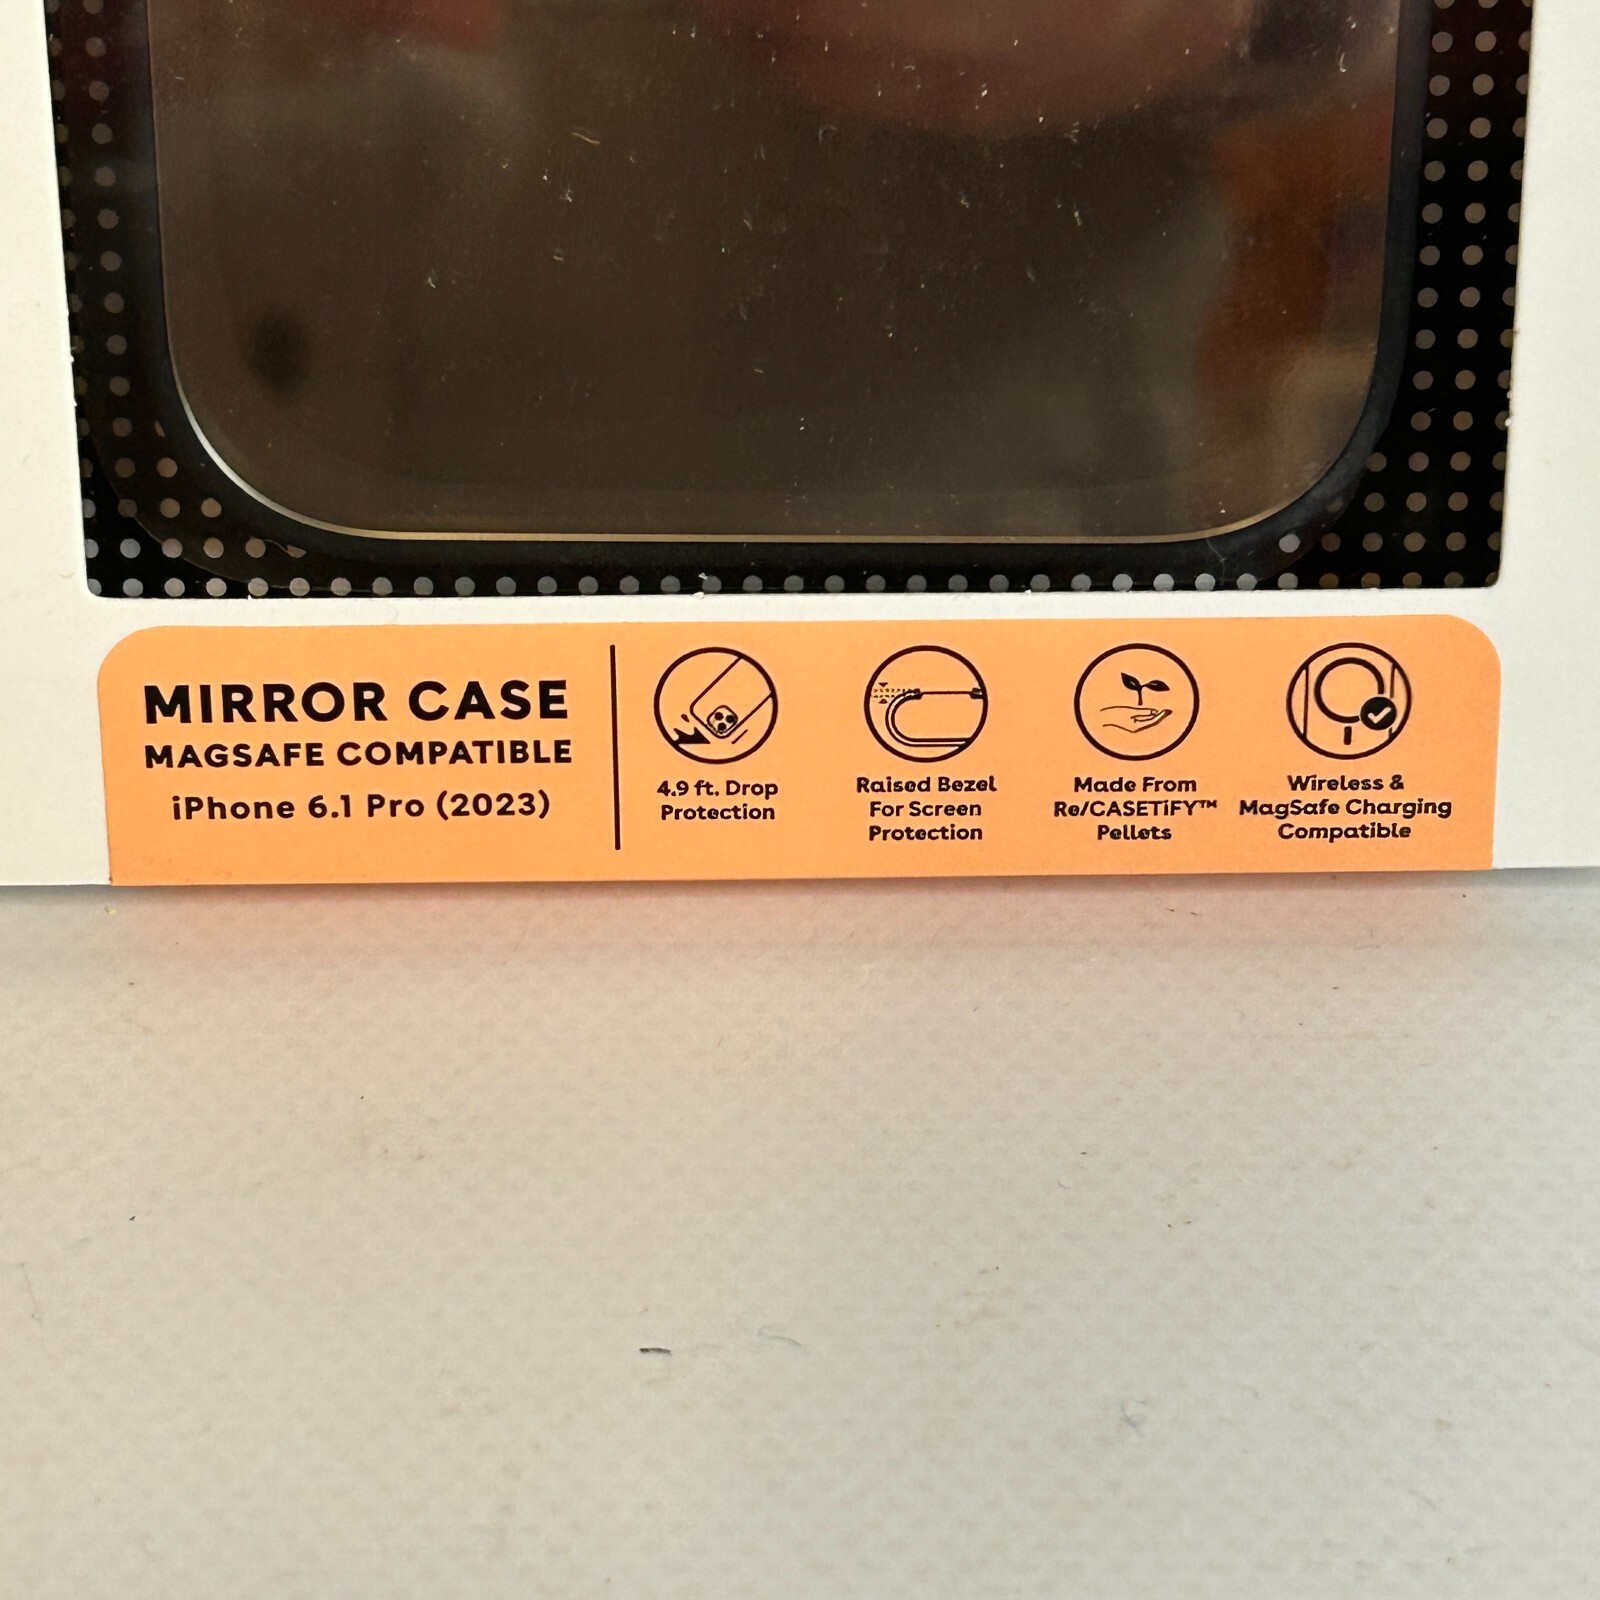 MIRROR CASE
MAGSAFE COMPATIBLE
iPhone 6.1 Pro (2023)
4.9 ft. Drop
Protection
Raised Bezel
For Screen
Protection
Made From
Re/CASETiFY™
Pellets
Wireless &
MagSafe Charging
Compatible